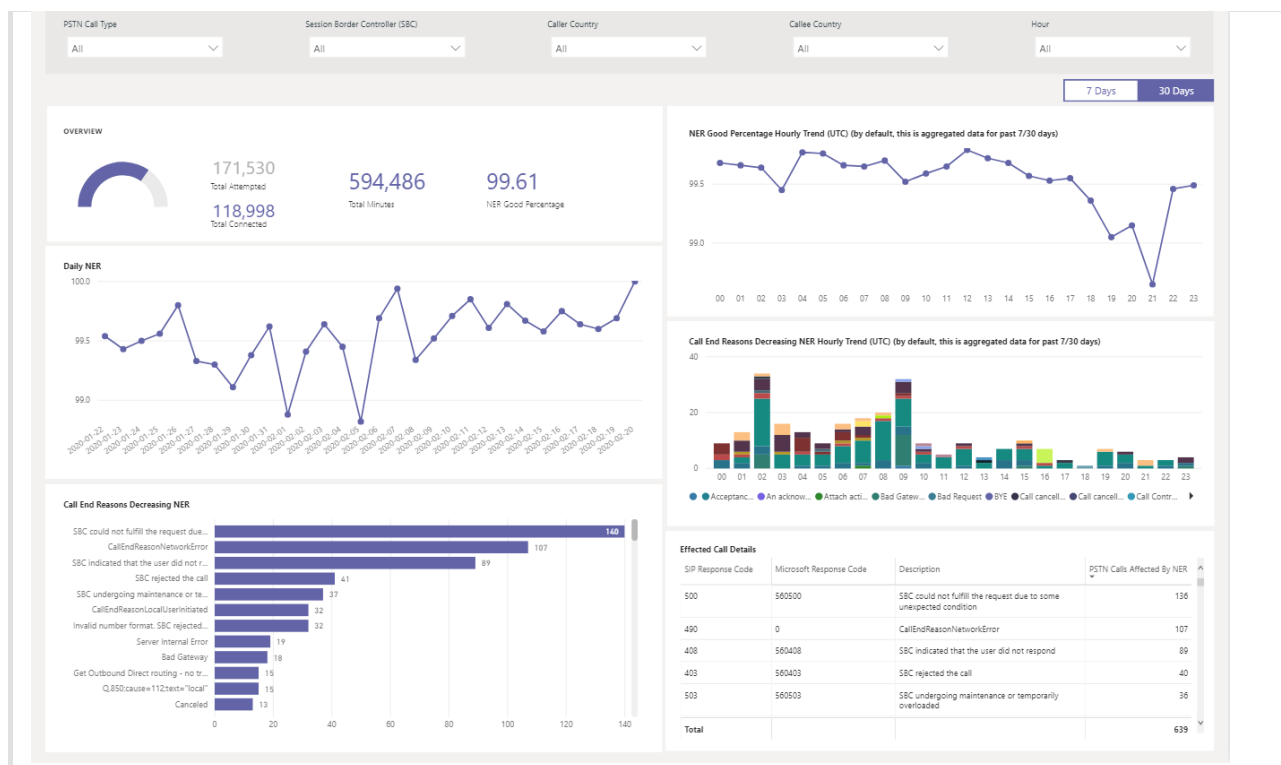 PSTN Call Type
Session Border Controller (SBC)
Caller Country
Callee Country
Hour
All
All
All
All
All
7 Days
30 Days
OVERVIEW
171,530
Total Attempted
118,998
Total Connected
594,486
Total Minutes
99.61
NER Good Percentage
NER Good Percentage Hourly Trend (UTC) (by default, this is aggregated data for past 7/30 days)
99.5
99.0
00 01 02 03 04 05 06 07 08 09 10 11 12 13 14 15 16 17 18 19 20 21 22 23
Daily NER
100.0
99.5
99.0
2020-01-22 2020-01-23 2020-01-24 2020-01-25 2020-01-26 2020-01-28 2020-01-29 2020-01-30 2020-01-31 2020-02-01 2020-02-02 2020-02-03 2020-02-04 2020-02-05 2020-02-06 2020-02-07 2020-02-08 2020-02-09 2020-02-10 2020-02-11 2020-02-12 2020-02-13 2020-02-14 2020-02-15 2020-02-16 2020-02-17 2020-02-18 2020-02-19 2020-02-20
Call End Reasons Decreasing NER Hourly Trend (UTC) (by default, this is aggregated data for past 7/30 days)
40
20
0
00 01 02 03 04 05 06 07 08 09 10 11 12 13 14 15 16 17 18 19 20 21 22 23
Acceptanc... An acknow... Attach acti... Bad Gatew... Bad Request BYE Call cancell... Call cancell... Call Contr...
Call End Reasons Decreasing NER
SBC could not fulfill the request due... 140
CallEndReasonNetworkError 107
SBC indicated that the user did not r... 89
SBC rejected the call 41
SBC undergoing maintenance or te... 37
CallEndReasonLocalUserInitiated 32
Invalid number format. SBC rejected... 32
Server Internal Error 19
Bad Gateway 18
Get Outbound Direct routing - no tr... 15
Q.850;cause=112;text="local" 15
Canceled 13
0 20 40 60 80 100 120 140
Effected Call Details
SIP Response Code Microsoft Response Code Description PSTN Calls Affected By NER
500 560500 SBC could not fulfill the request due to some 136
unexpected condition
490 0 CallEndReasonNetworkError 107
408 560408 SBC indicated that the user did not respond 89
403 560403 SBC rejected the call 40
503 560503 SBC undergoing maintenance or temporarily 36
overloaded
Total 639